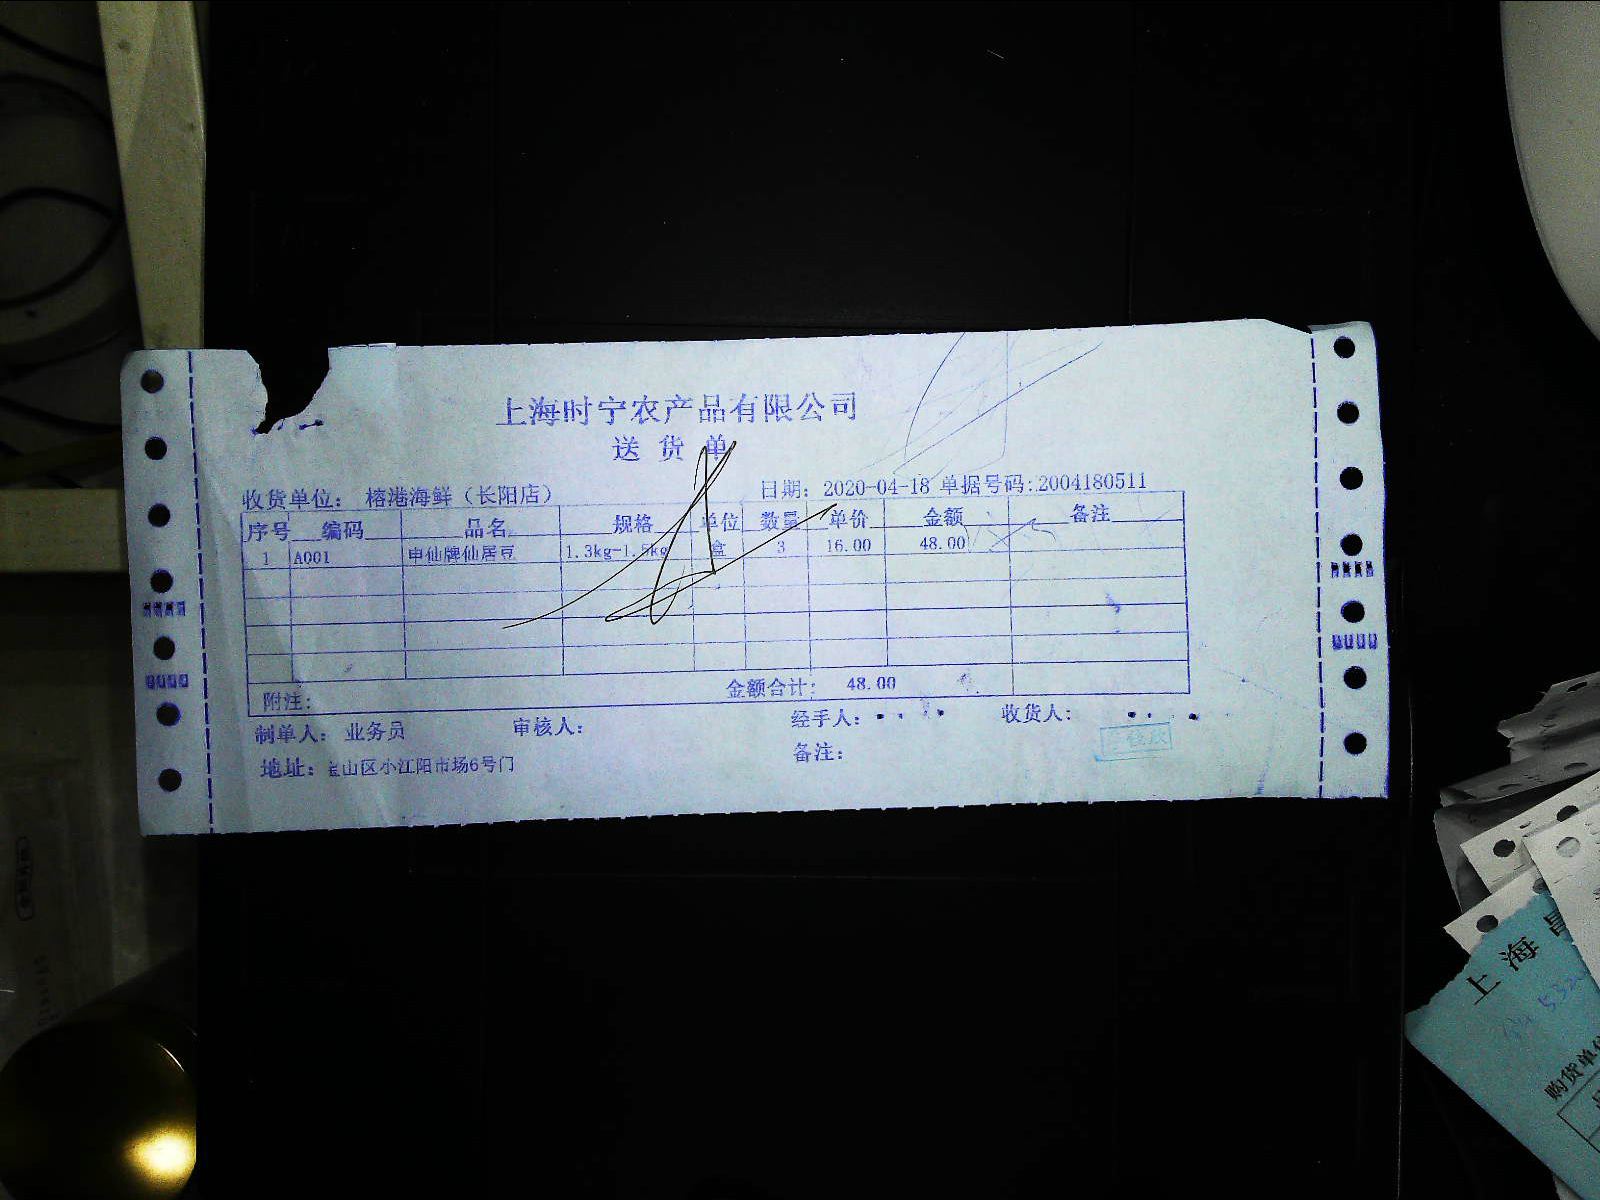 上海时宁农产品有限公司
送 货 单
收货单位: 榕港海鲜（长阳店） 日期: 2020-04-18 单据号码:2004180511
序号 编码 品名 规格 单位 数量 单价 金额 备注
1 A001 申仙牌仙居豆 1.3kg-1.5kg 盒 3 16.00 48.00
附注: 金额合计: 48.00
制单人: 业务员 审核人: 经手人: 收货人:
地址: 宝山区小江阳市场6号门 备注:
上海
购货单位